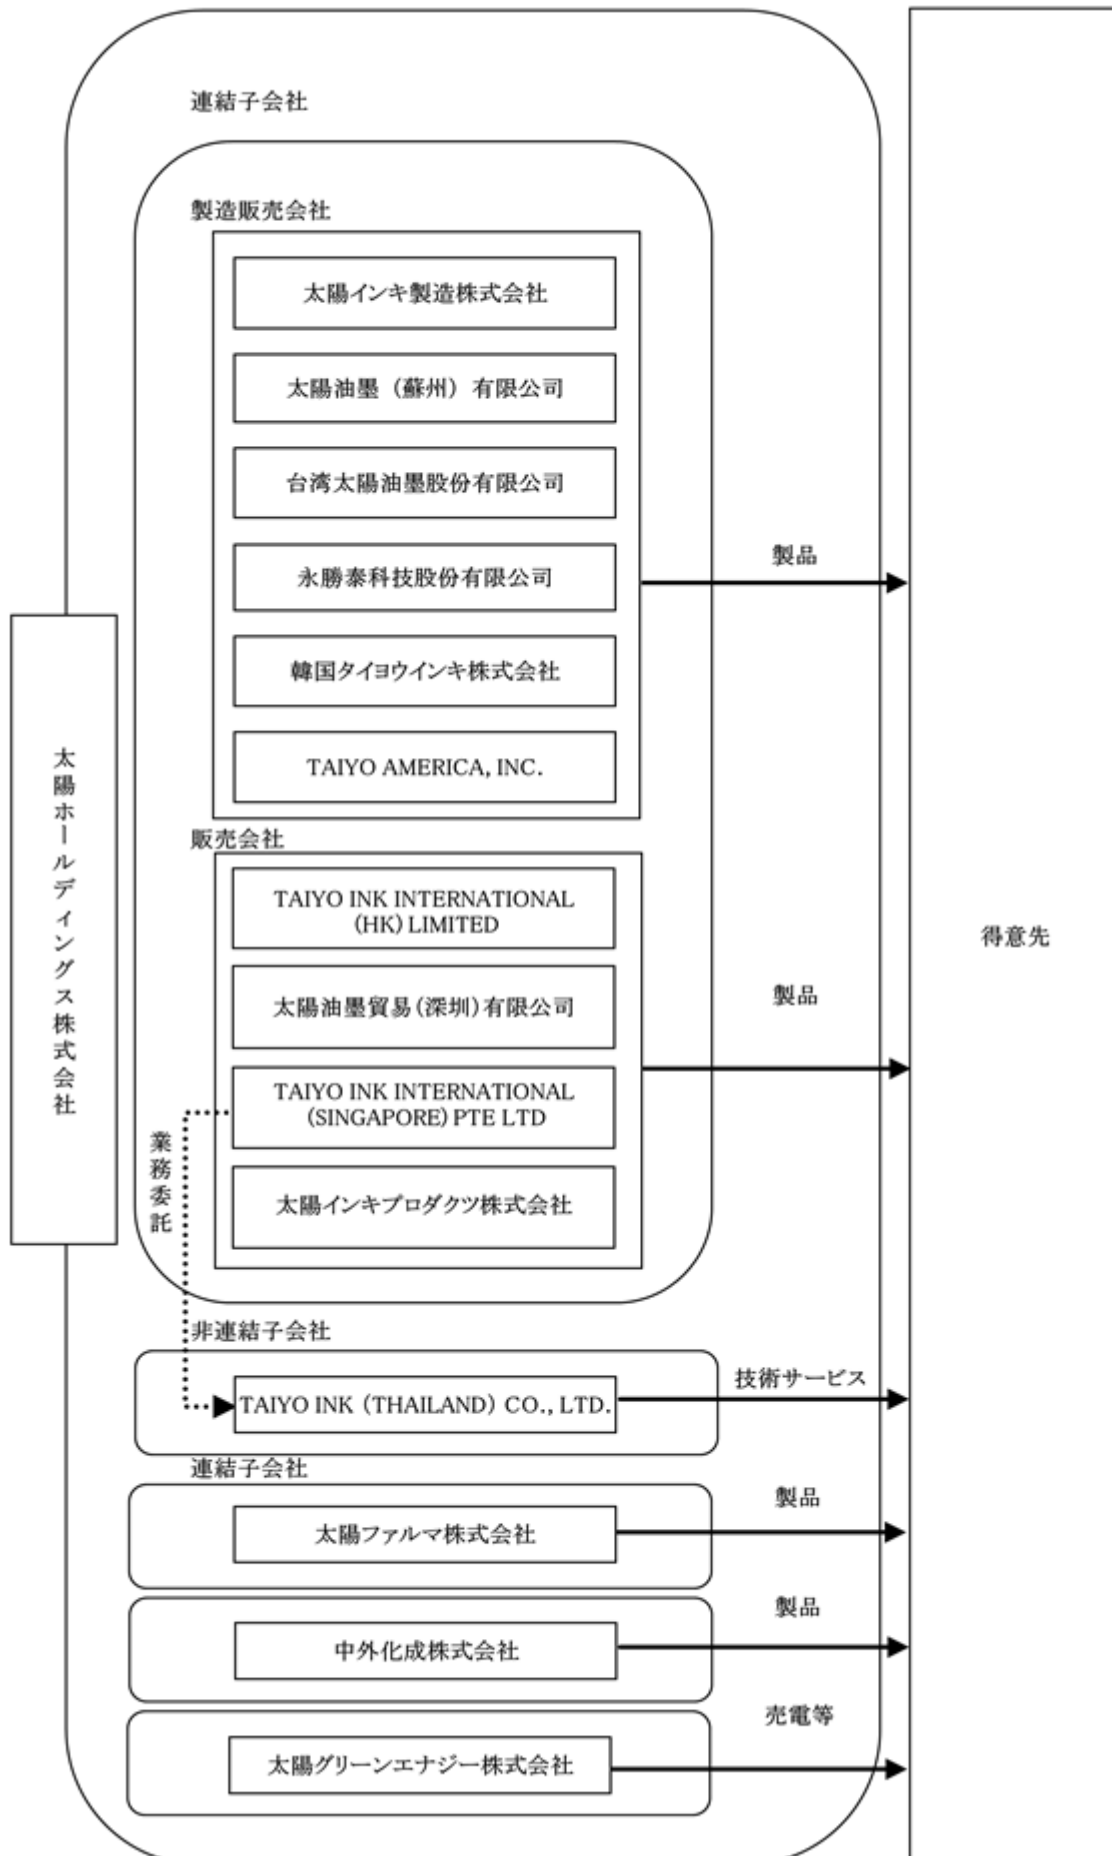 連結子会社
製造販売会社
太陽インキ製造株式会社
太陽油墨（蘇州）有限公司
台湾太陽油墨股份有限公司
永勝泰科技股份有限公司
製品
韓国タイヨウインキ株式会社
TAIYO AMERICA, INC.
太陽ホールディングス株式会社
販売会社
TAIYO INK INTERNATIONAL
(HK) LIMITED
得意先
太陽油墨貿易(深圳)有限公司
製品
TAIYO INK INTERNATIONAL
(SINGAPORE) PTE LTD
業務委託
太陽インキプロダクツ株式会社
非連結子会社
TAIYO INK（THAILAND）CO., LTD.
技術サービス
連結子会社
太陽ファルマ株式会社
製品
中外化成株式会社
製品
太陽グリーンエナジー株式会社
売電等